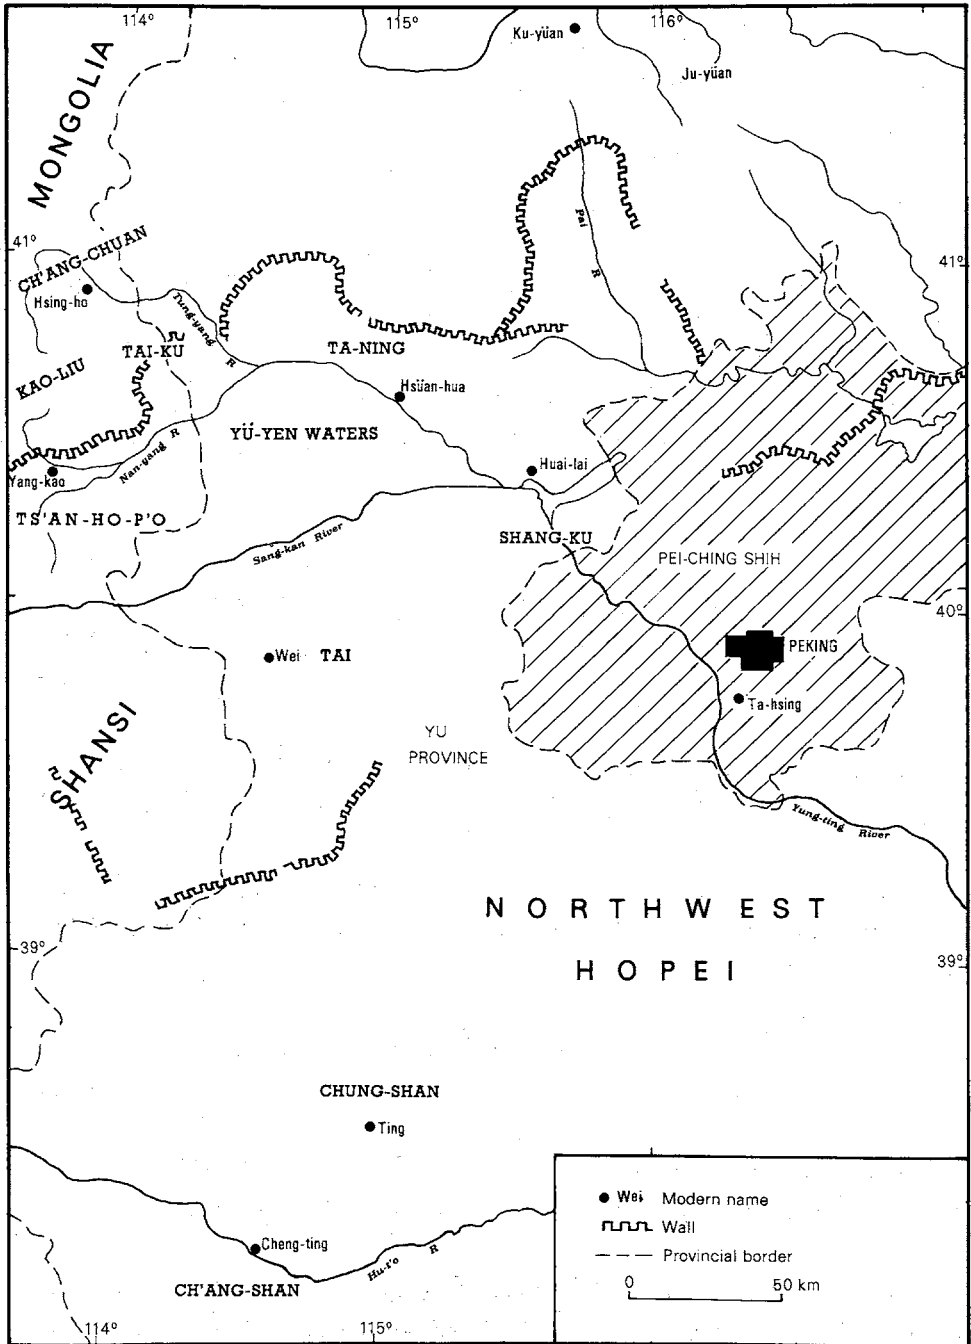 114°
115°
116°
Ku-yüan
Ju-yüan
MONGOLIA
41°
41°
CH'ANG-CHUAN
Hsing-ho
Tung-yang R
Pai R
TAI-KU
TA-NING
KAO-LIU
Hsüan-hua
YÜ-YEN WATERS
Nan-yang R
Yang-kao
Huai-lai
TS'AN-HO-P'O
SHANG-KU
Sang-kan River
PEI-CHING SHIH
40°
PEKING
Wei
TAI
Ta-hsing
SHANSI
YU
PROVINCE
Yung-ting River
NORTHWEST
HOPEI
39°
39°
CHUNG-SHAN
Ting
Cheng-ting
Hu-t'o R
CH'ANG-SHAN
Wei Modern name
Wall
Provincial border
0 50 km
114°
115°